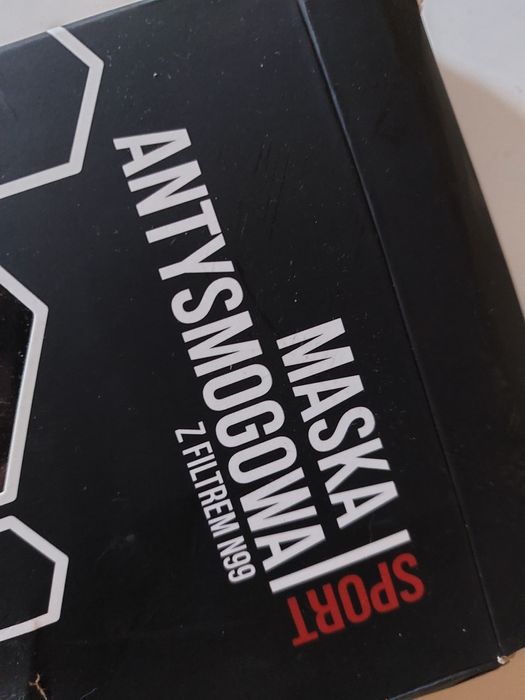 MASKA
ANTYSMOGOWA
Z FILTREM N99
SPORT